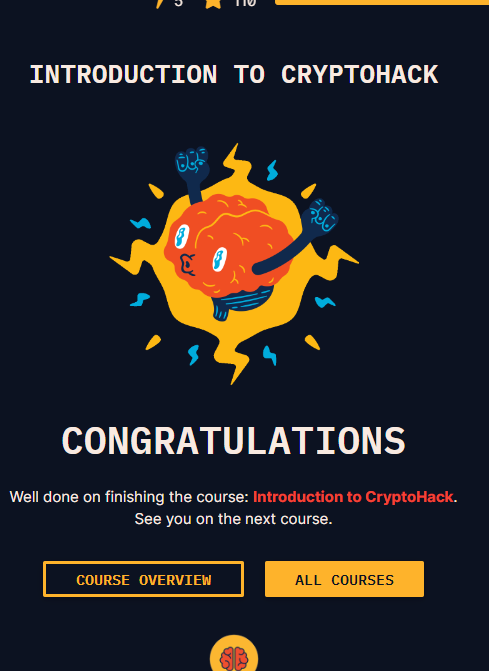 5 110
INTRODUCTION TO CRYPTOHACK
CONGRATULATIONS
Well done on finishing the course: Introduction to CryptoHack.
See you on the next course.
COURSE OVERVIEW ALL COURSES